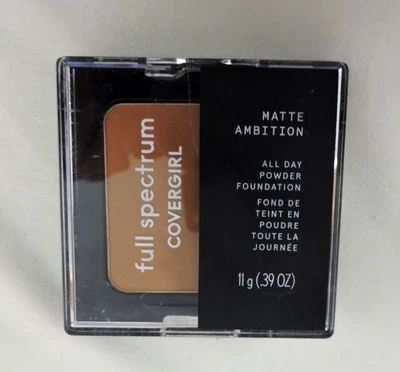 full spectrum
COVERGIRL
MATTE
AMBITION
ALL DAY
POWDER
FOUNDATION
FOND DE
TEINT EN
POUDRE
TOUTE LA
JOURNÉE
11 g (.39 OZ)